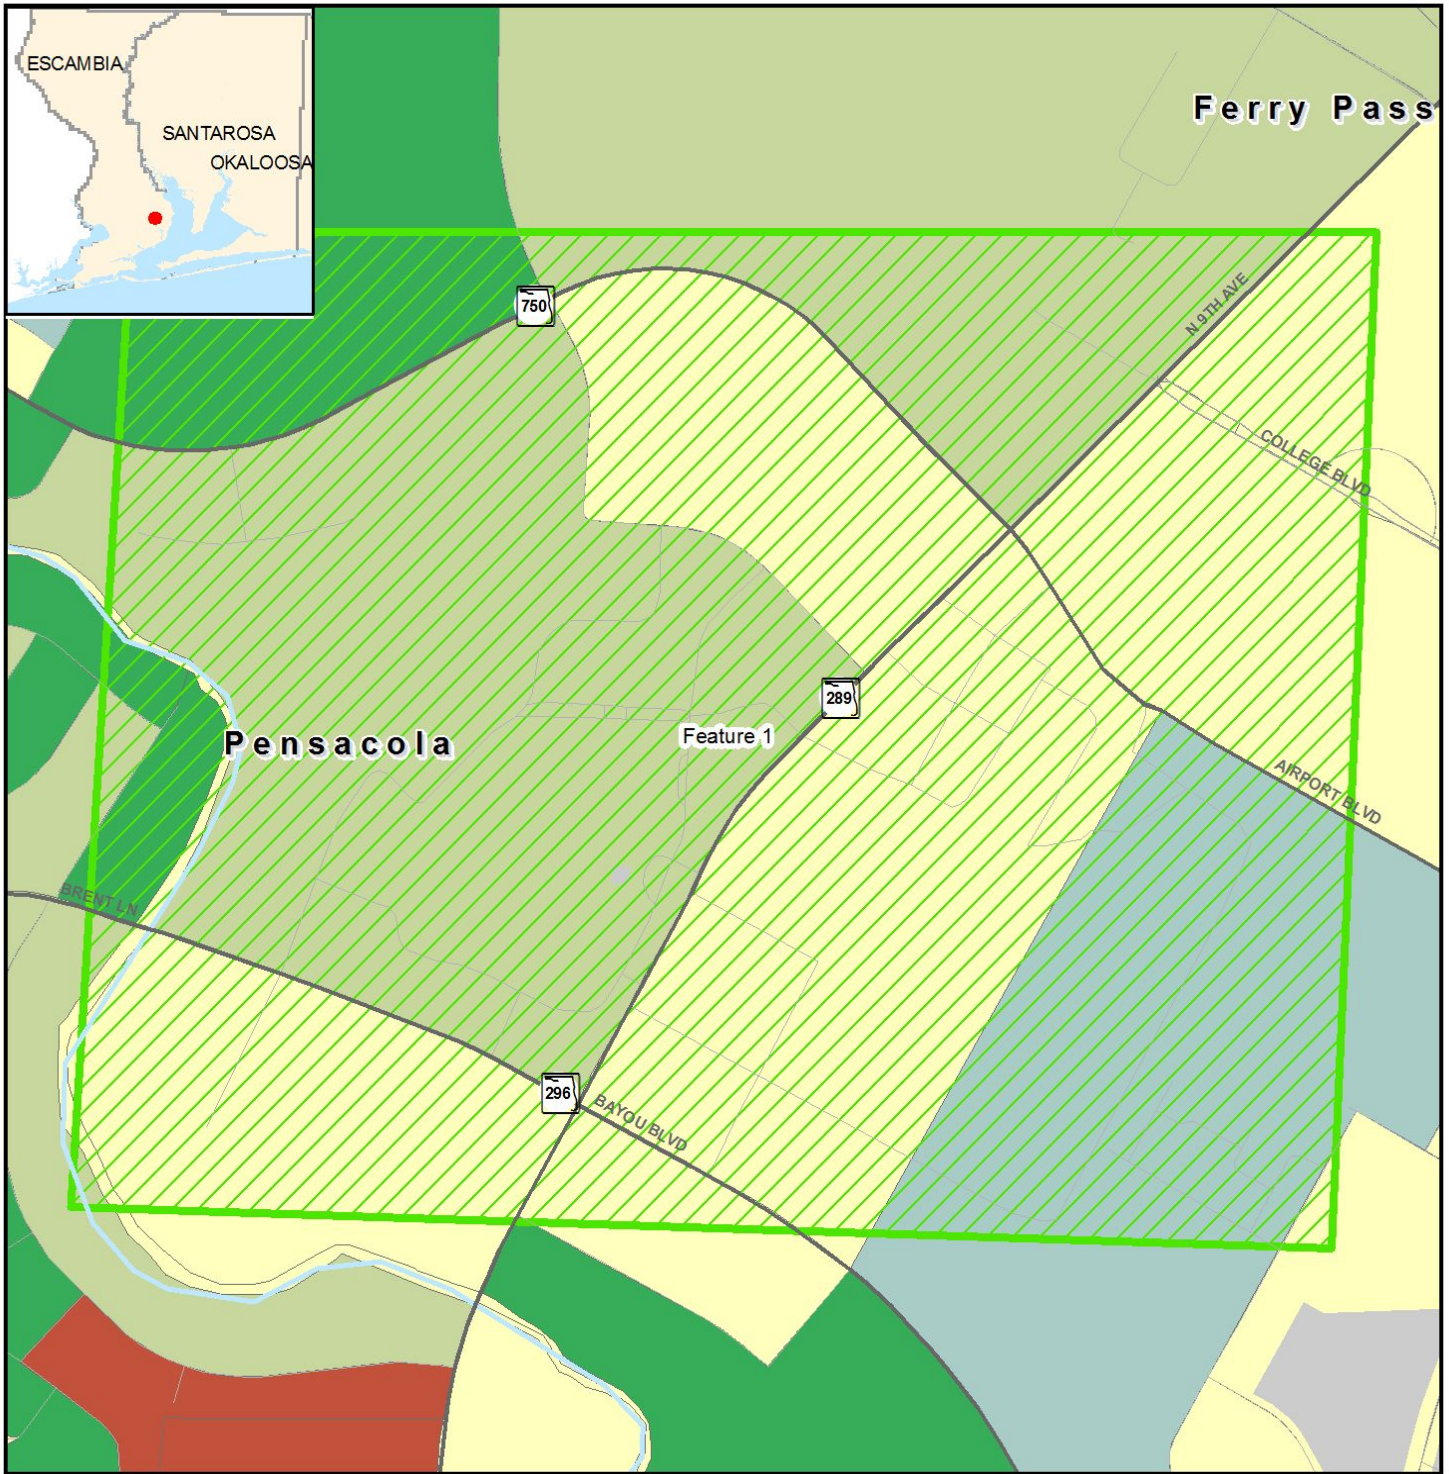 ESCAMBIA
SANTAROSA
OKALOOSA
Ferry Pass
750
N 9TH AVE
COLLEGE BLVD
289
Feature 1
Pensacola
AIRPORT BLVD
BRENT LN
296
BAYOU BLVD